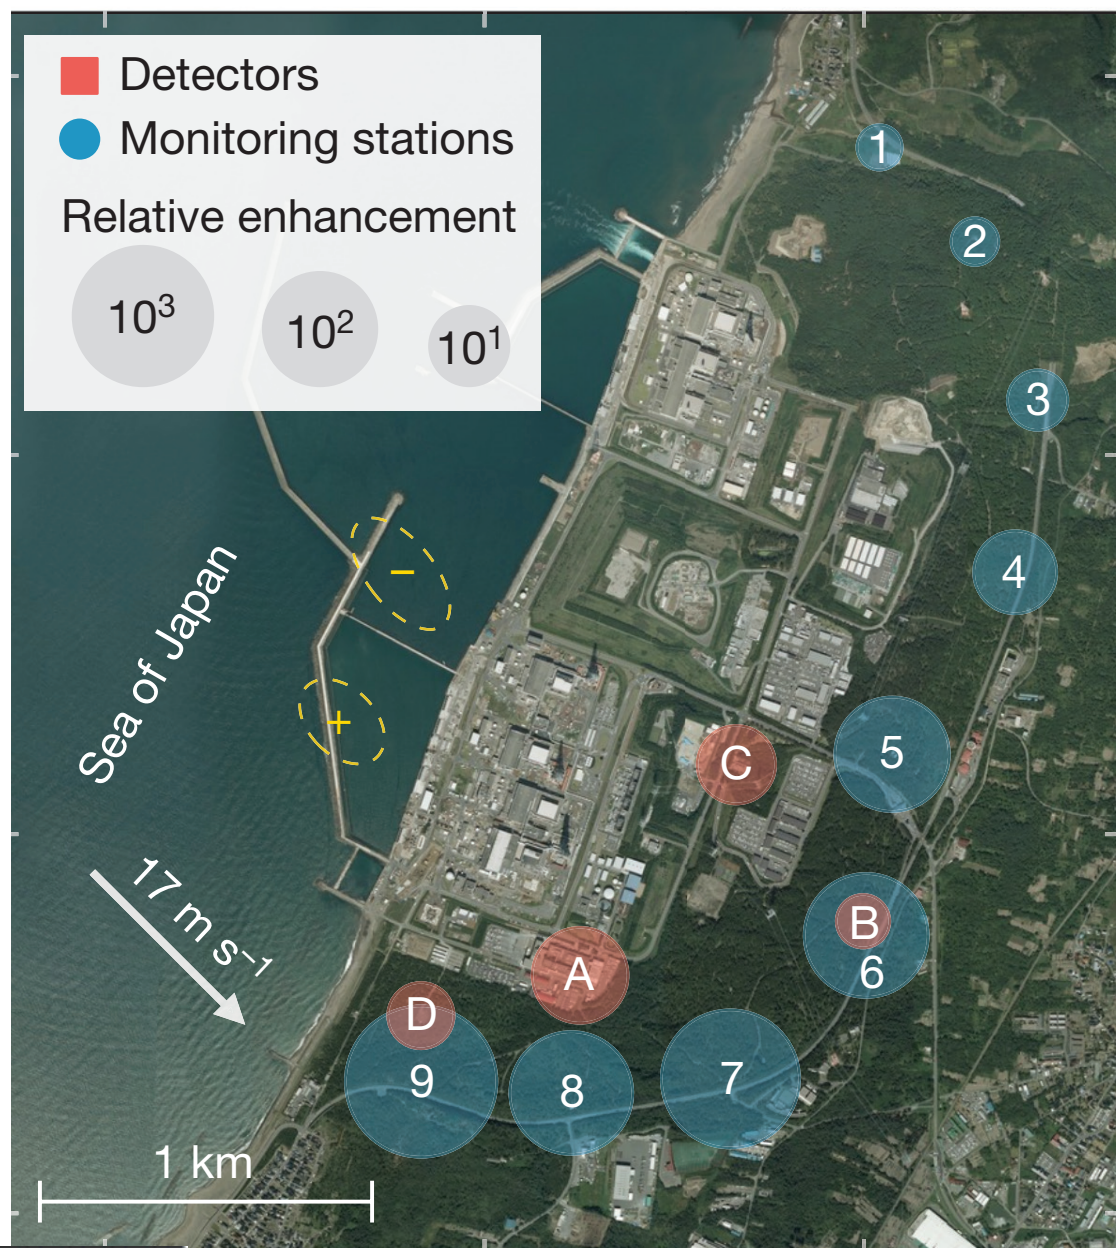 Detectors
Monitoring stations
Relative enhancement
10³
10²
10¹
1
2
3
4
−
Sea of Japan
+
5
C
17 m s⁻¹
B
6
A
D
9
8
7
1 km